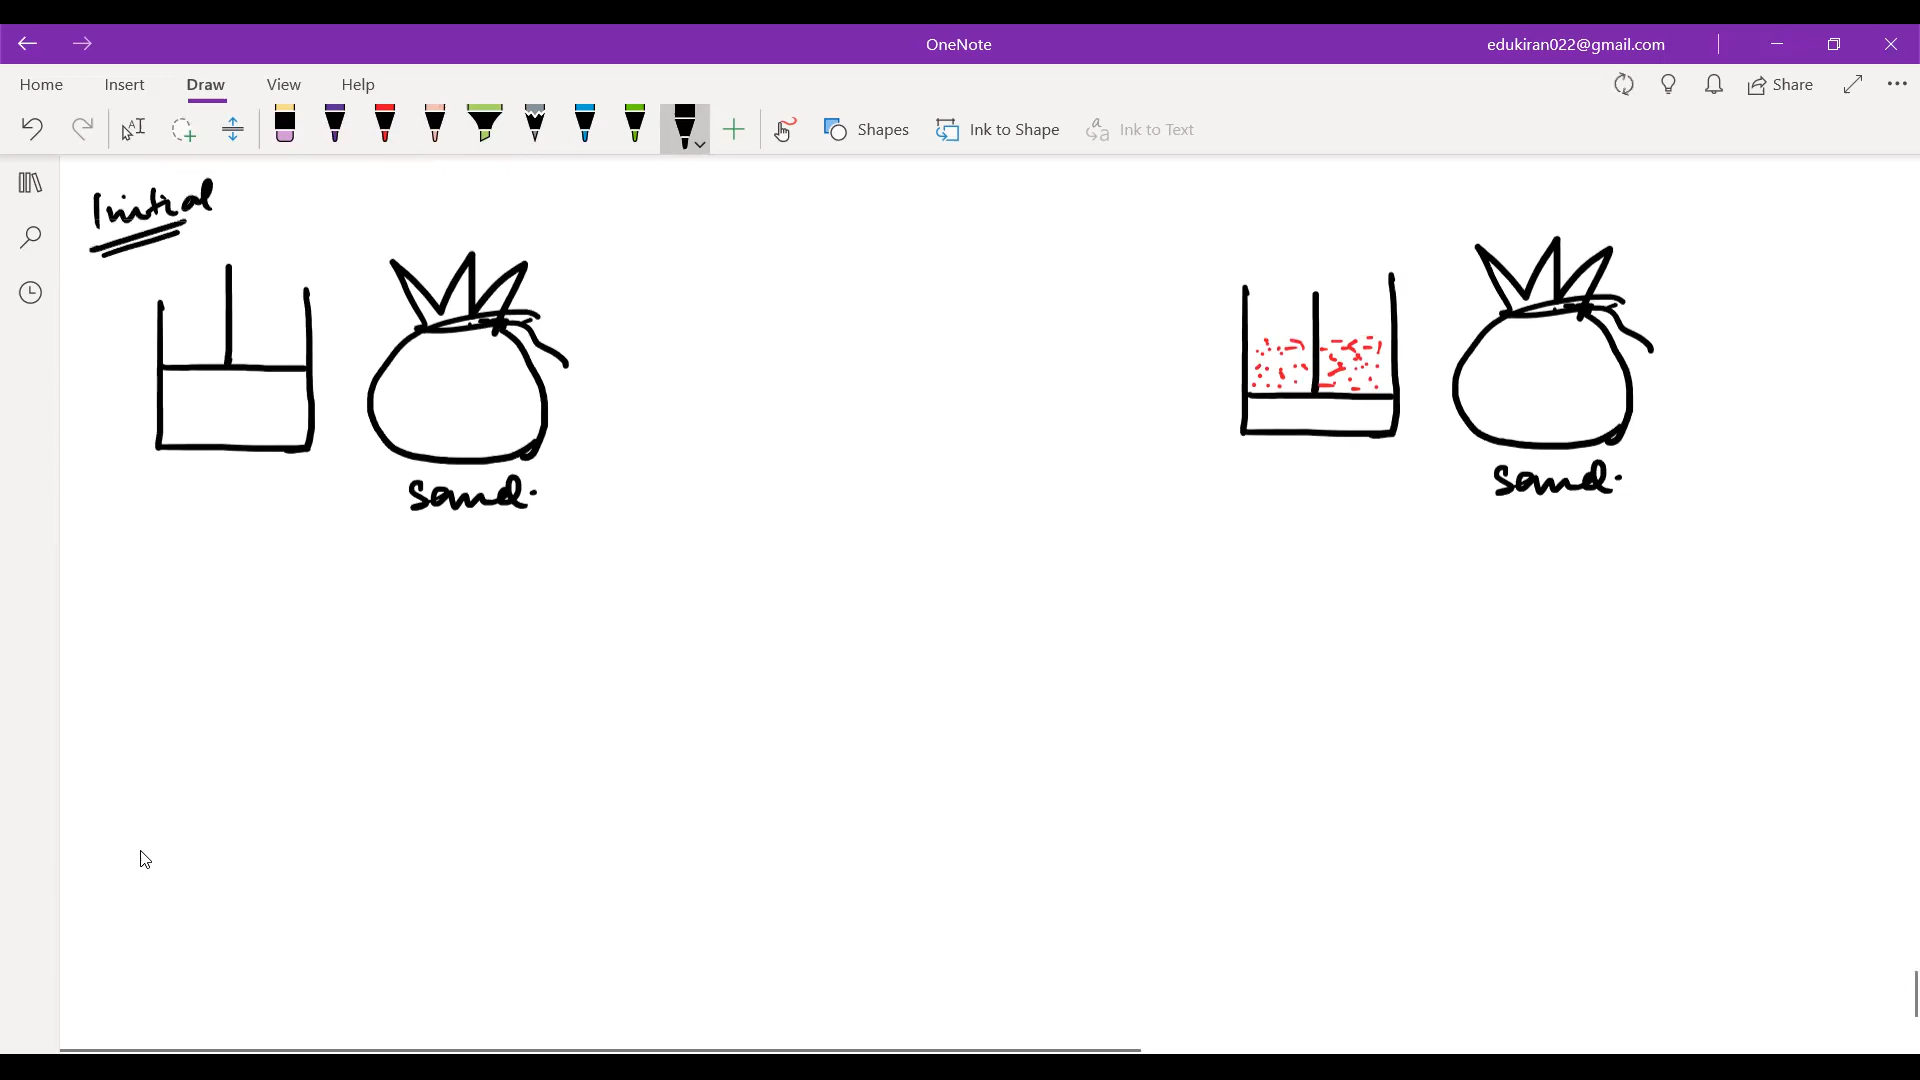 OneNote
edukiran022@gmail.com
Home Insert Draw View Help
Share
Shapes
Ink to Shape
Ink to Text
Initial
sand.
sand.